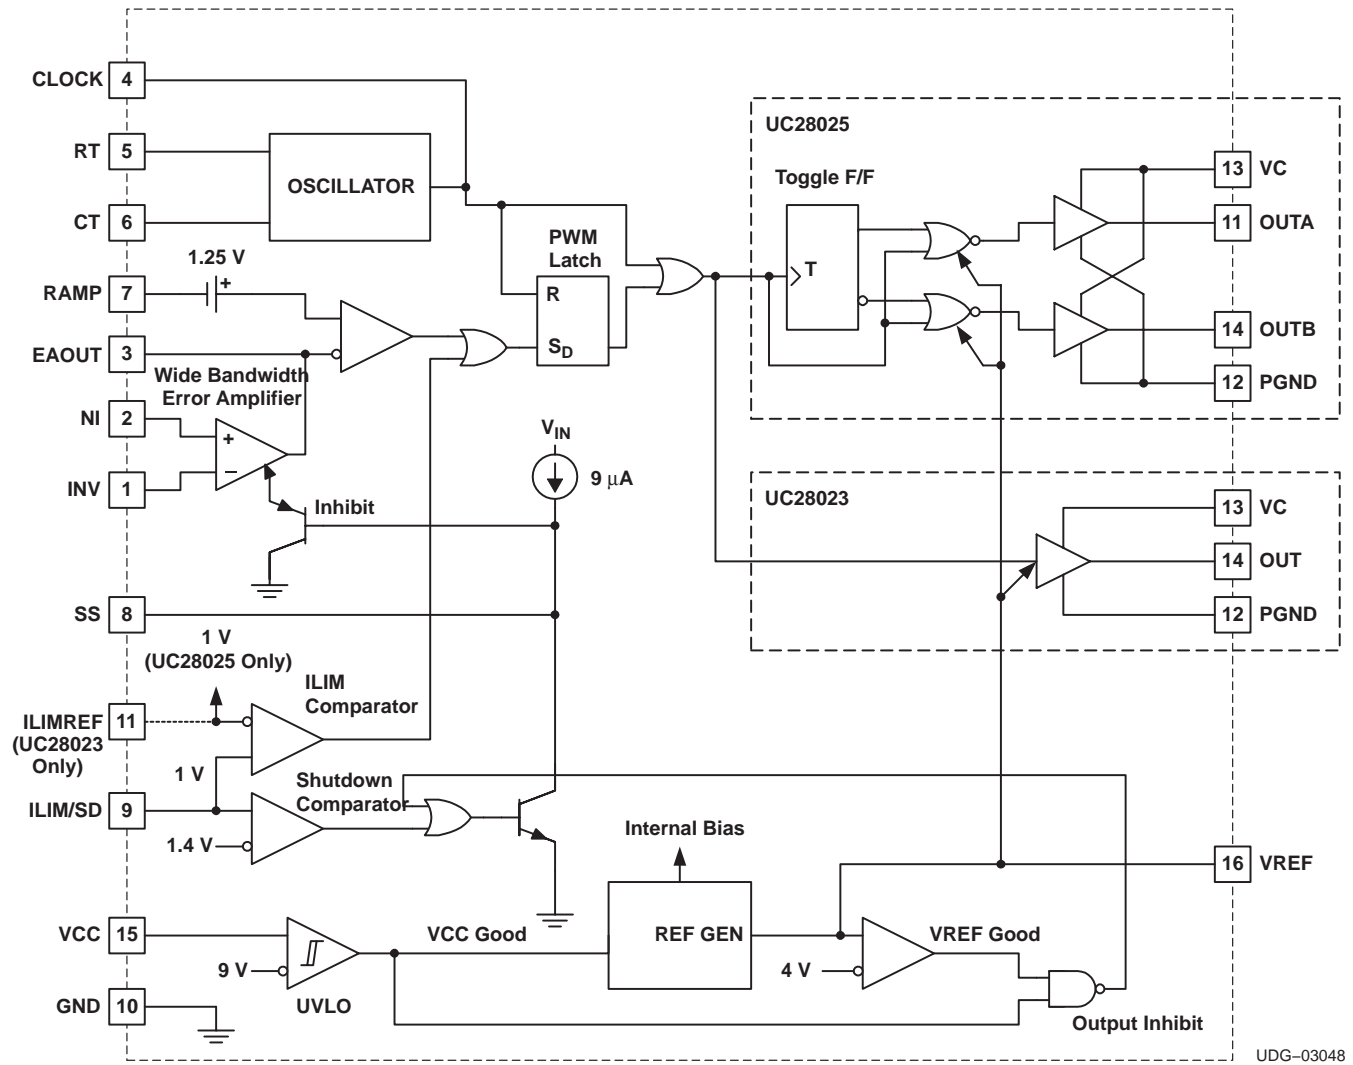 CLOCK 4
RT 5
CT 6
OSCILLATOR
1.25 V
+
RAMP 7
EAOUT 3
Wide Bandwidth
Error Amplifier
NI 2
+
−
INV 1
Inhibit
PWM
Latch
R
SD
VIN
9 μA
UC28025
Toggle F/F
T
13 VC
11 OUTA
14 OUTB
12 PGND
UC28023
13 VC
14 OUT
12 PGND
SS 8
1 V
(UC28025 Only)
ILIM
Comparator
ILIMREF 11
(UC28023
Only)
1 V
Shutdown
Comparator
ILIM/SD 9
1.4 V
Internal Bias
16 VREF
VCC 15
VCC Good
REF GEN
VREF Good
9 V
4 V
UVLO
GND 10
Output Inhibit
UDG–03048